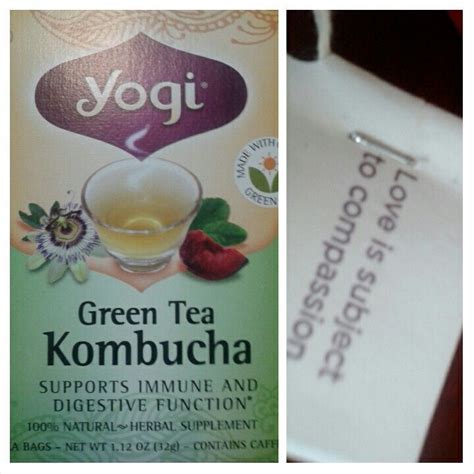 yogi®
MADE WITH
GREEN
Green Tea
Kombucha
SUPPORTS IMMUNE AND
DIGESTIVE FUNCTION*
100% NATURAL~HERBAL SUPPLEMENT
A BAGS – NET WT 1.12 OZ (32g) – CONTAINS CAFF
Love is subject
to compassion